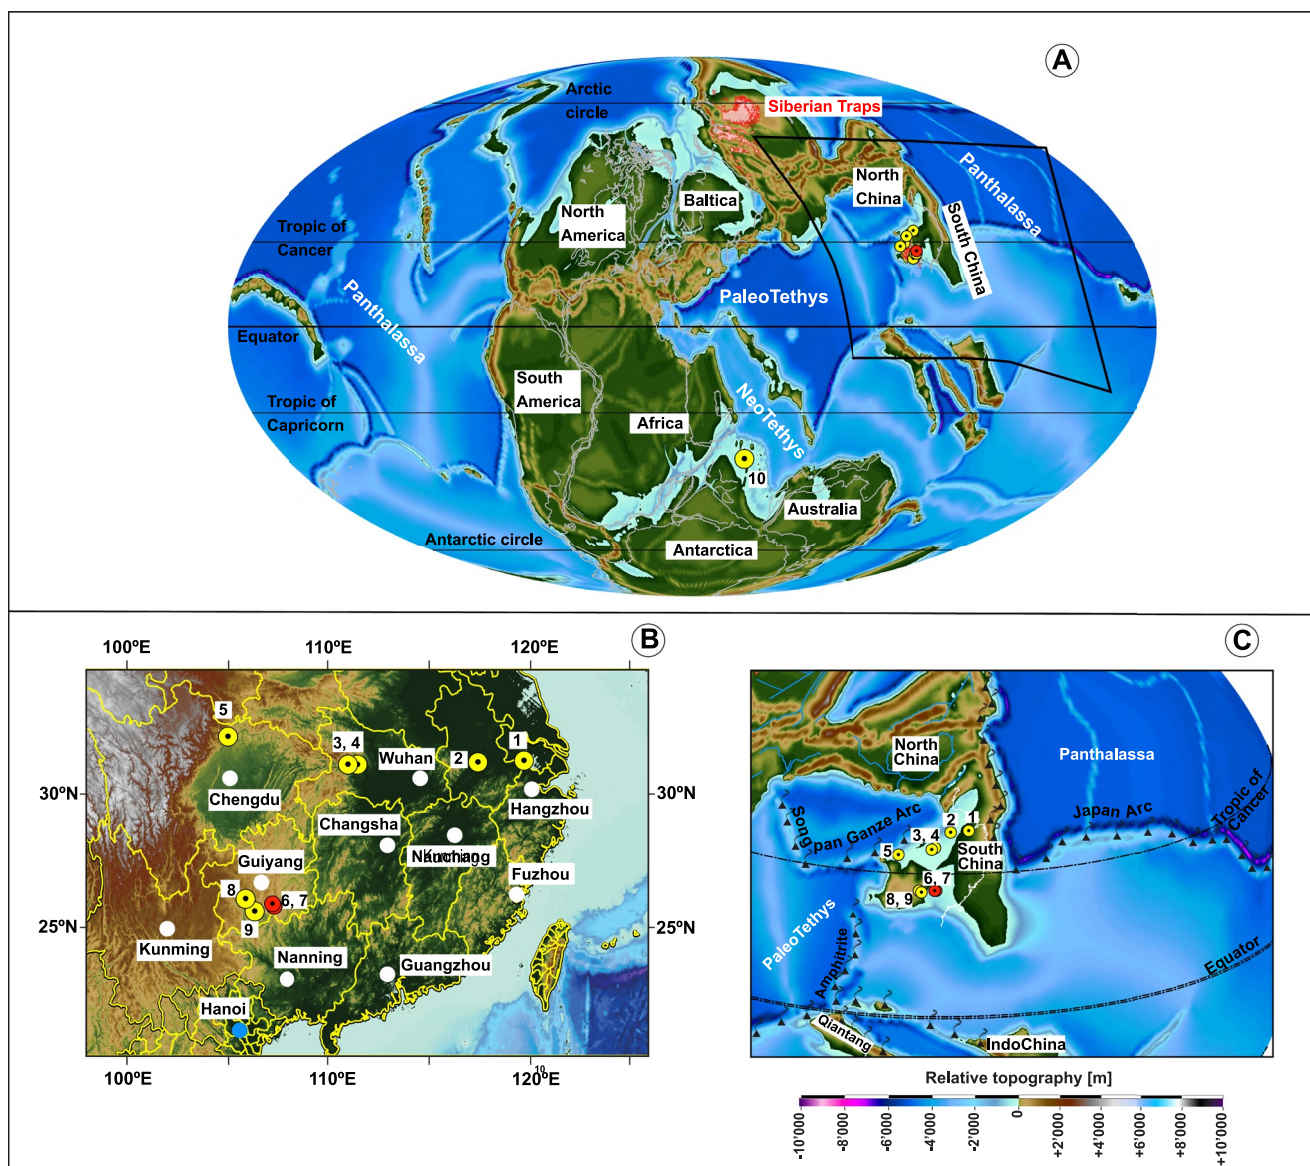 A
Arctic
circle
Siberian Traps
North
China
Panthalassa
Baltica
North
America
South China
Tropic of
Cancer
PaleoTethys
Panthalassa
Equator
South
America
NeoTethys
Tropic of
Capricorn
Africa
10
Australia
Antarctic circle
Antarctica
B
100ºE
110ºE
120ºE
5
3, 4
Wuhan
2
1
30ºN
30ºN
Chengdu
Hangzhou
Changsha
Nanchang
Guiyang
Fuzhou
8
6, 7
9
25ºN
25ºN
Kunming
Nanning
Guangzhou
Hanoi
100ºE
110ºE
120ºE
10
C
North
China
Panthalassa
Song
pan Ganze Arc
Japan Arc
Tropic of
Cancer
2
1
3, 4
5
South
China
6, 7
8, 9
PaleoTethys
Amphitrite
Equator
Qiantang
IndoChina
Relative topography [m]
-10'000
-8'000
-6'000
-4'000
-2'000
0
+2'000
+4'000
+6'000
+8'000
+10'000